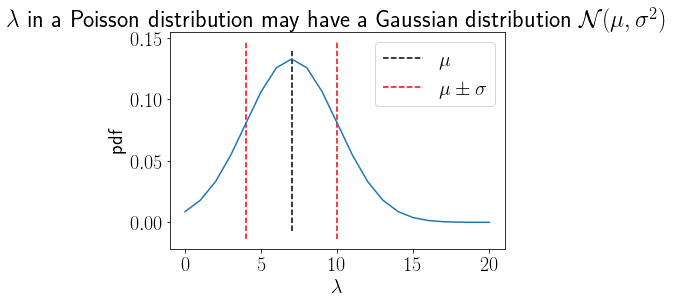 λ in a Poisson distribution may have a Gaussian distribution 𝒩(μ, σ²)
0.15
0.10
0.05
0.00
pdf
μ
μ ± σ
0 5 10 15 20
λ